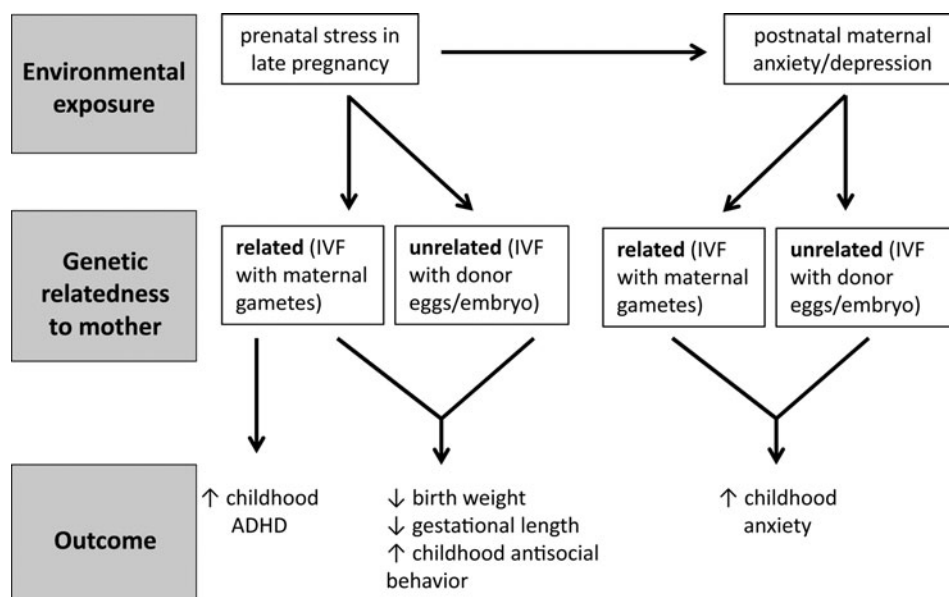 Environmental
exposure
prenatal stress in
late pregnancy
postnatal maternal
anxiety/depression
Genetic
relatedness
to mother
related (IVF
with maternal
gametes)
unrelated (IVF
with donor
eggs/embryo)
related (IVF
with maternal
gametes)
unrelated (IVF
with donor
eggs/embryo)
Outcome
↑ childhood
ADHD
↓ birth weight
↓ gestational length
↑ childhood antisocial
behavior
↑ childhood
anxiety